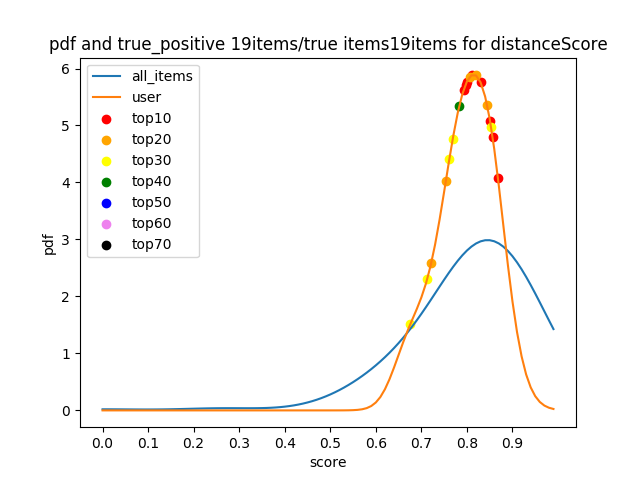 pdf and true_positive 19items/true items19items for distanceScore
all_items
user
top10
top20
top30
top40
top50
top60
top70
pdf
6
5
4
3
2
1
0
0.0 0.1 0.2 0.3 0.4 0.5 0.6 0.7 0.8 0.9
score